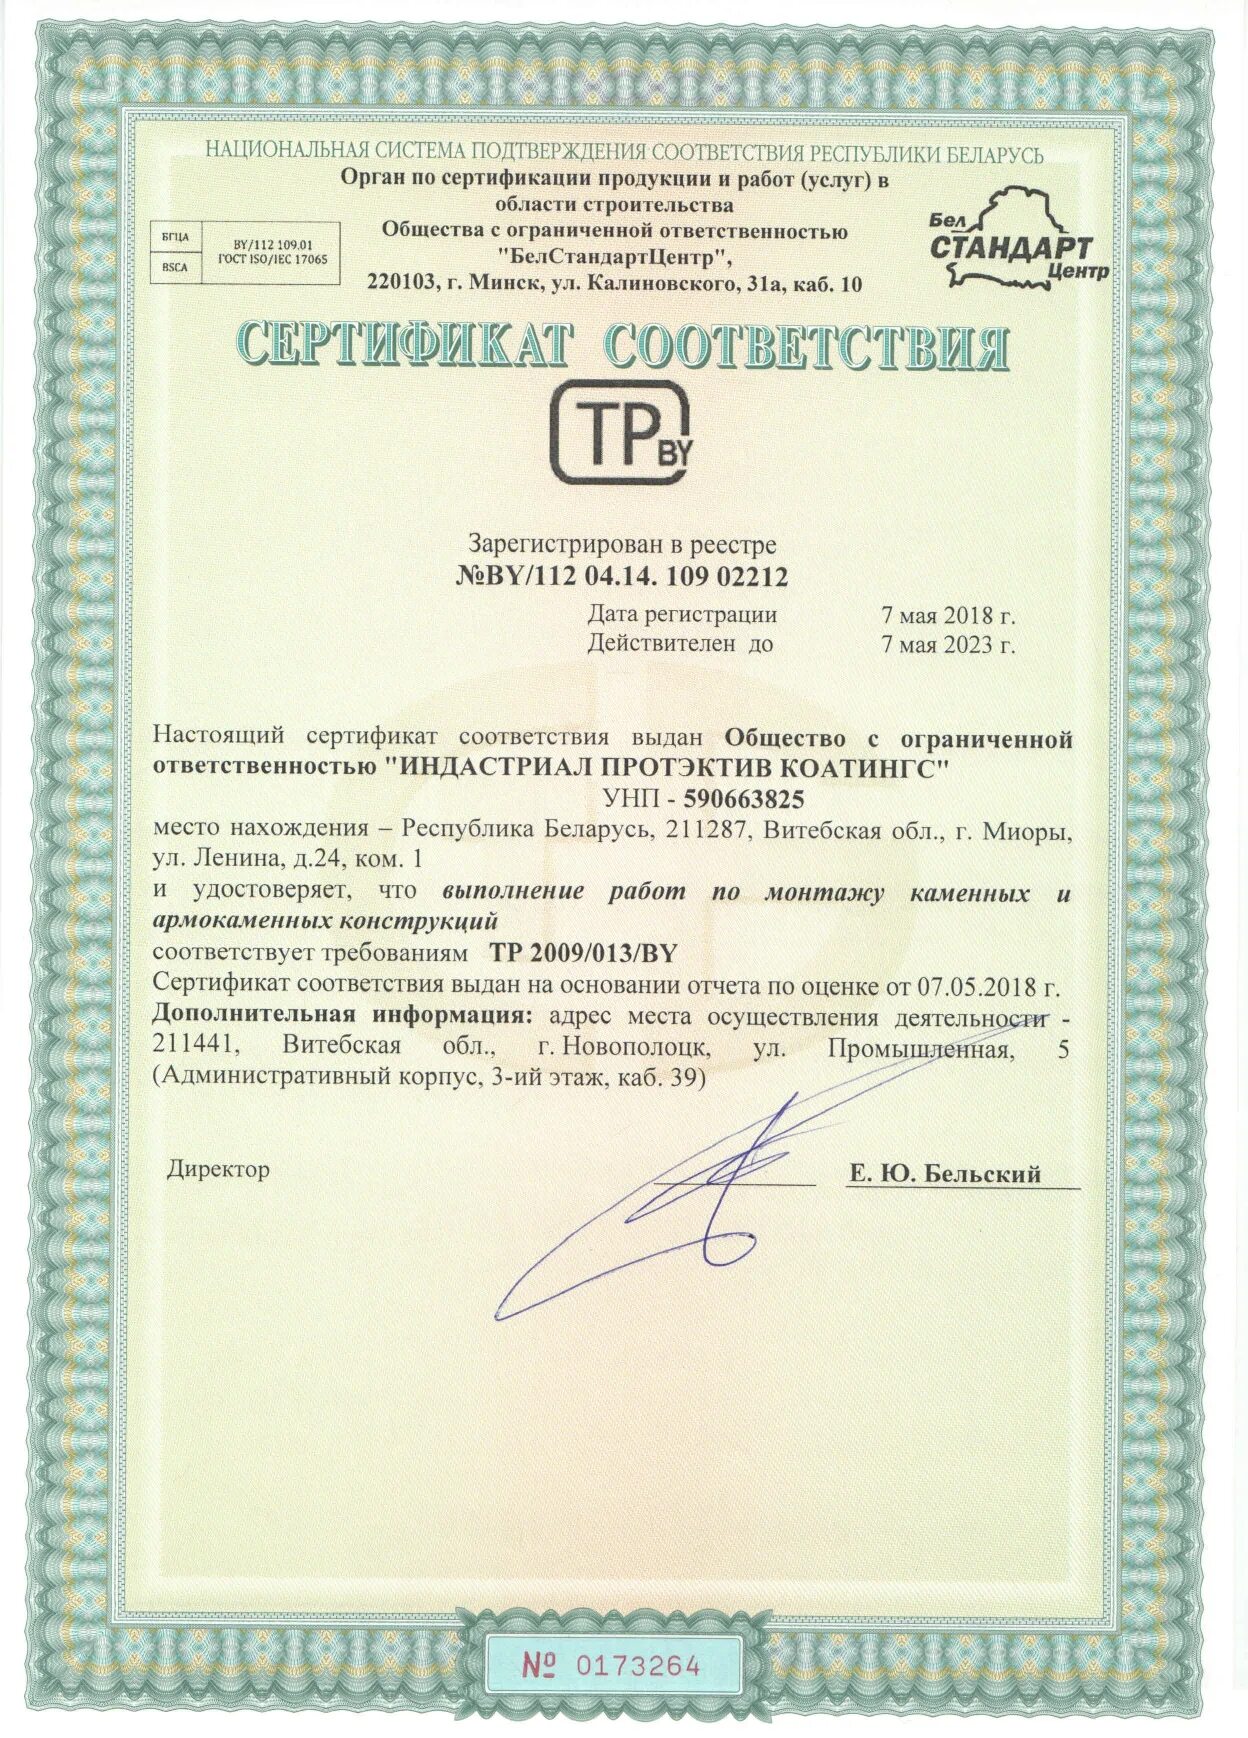 НАЦИОНАЛЬНАЯ СИСТЕМА ПОДТВЕРЖДЕНИЯ СООТВЕТСТВИЯ РЕСПУБЛИКИ БЕЛАРУСЬ
Орган по сертификации продукции и работ (услуг) в
области строительства
Общества с ограниченной ответственностью
"БелСтандартЦентр",
220103, г. Минск, ул. Калиновского, 31а, каб. 10
БГЦА
BSCA
BY/112 109.01
ГОСТ ISO/IEC 17065
Бел
СТАНДАРТ
Центр
СЕРТИФИКАТ СООТВЕТСТВИЯ
ТР BY
Зарегистрирован в реестре
№BY/112 04.14. 109 02212
Дата регистрации 7 мая 2018 г.
Действителен до 7 мая 2023 г.
Настоящий сертификат соответствия выдан Общество с ограниченной
ответственностью "ИНДАСТРИАЛ ПРОТЭКТИВ КОАТИНГС"
УНП - 590663825
место нахождения – Республика Беларусь, 211287, Витебская обл., г. Миоры,
ул. Ленина, д.24, ком. 1
и удостоверяет, что выполнение работ по монтажу каменных и
армокаменных конструкций
соответствует требованиям ТР 2009/013/BY
Сертификат соответствия выдан на основании отчета по оценке от 07.05.2018 г.
Дополнительная информация: адрес места осуществления деятельности -
211441, Витебская обл., г. Новополоцк, ул. Промышленная, 5
(Административный корпус, 3-ий этаж, каб. 39)
Директор Е. Ю. Бельский
№ 0173264